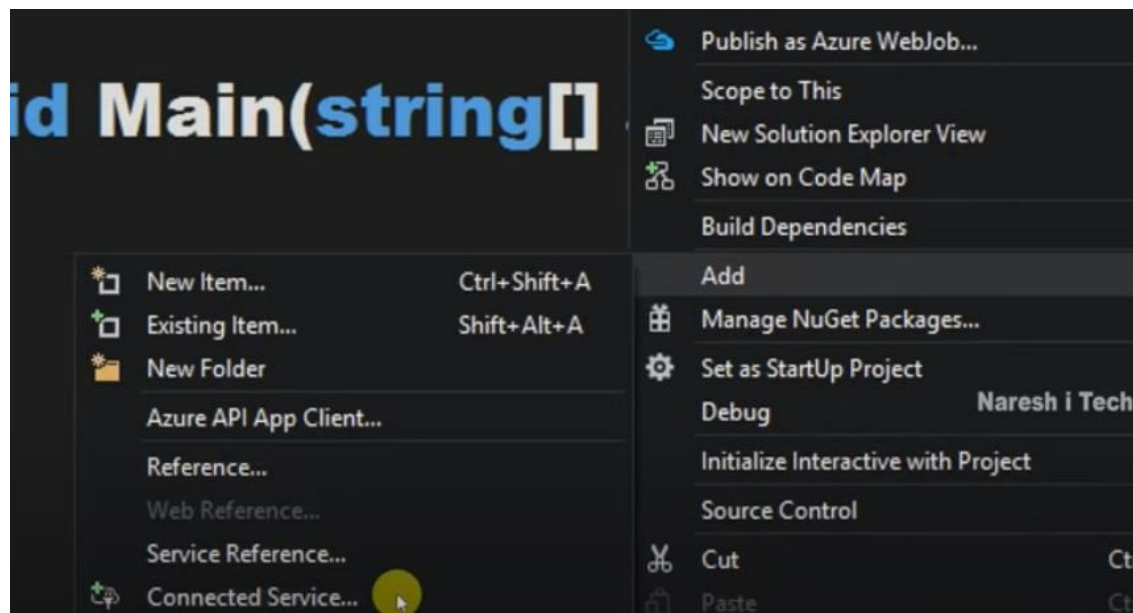 id Main(string[]
Publish as Azure WebJob...
Scope to This
New Solution Explorer View
Show on Code Map
Build Dependencies
Add
Manage NuGet Packages...
Set as StartUp Project
Debug
Naresh i Tech
Initialize Interactive with Project
Source Control
Cut Ct
Paste Ct
New Item... Ctrl+Shift+A
Existing Item... Shift+Alt+A
New Folder
Azure API App Client...
Reference...
Web Reference...
Service Reference...
Connected Service...